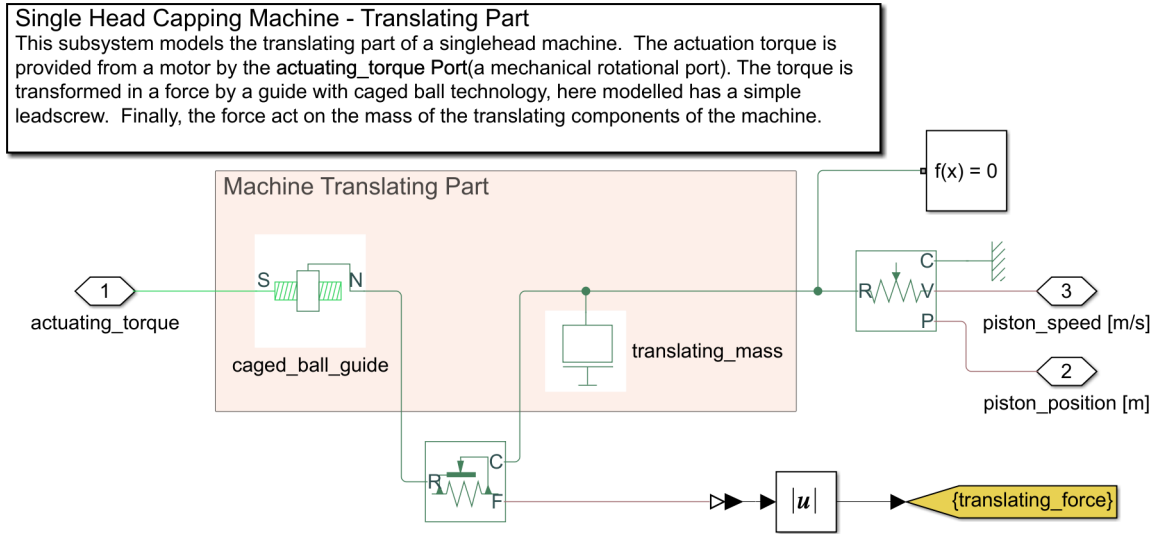 Single Head Capping Machine - Translating Part
This subsystem models the translating part of a singlehead machine.  The actuation torque is
provided from a motor by the actuating_torque Port(a mechanical rotational port). The torque is
transformed in a force by a guide with caged ball technology, here modelled has a simple
leadscrew.  Finally, the force act on the mass of the translating components of the machine.
f(x) = 0
Machine Translating Part
S
N
C
R
V
P
1
actuating_torque
3
piston_speed [m/s]
caged_ball_guide
translating_mass
2
piston_position [m]
C
R
F
|u|
{translating_force}